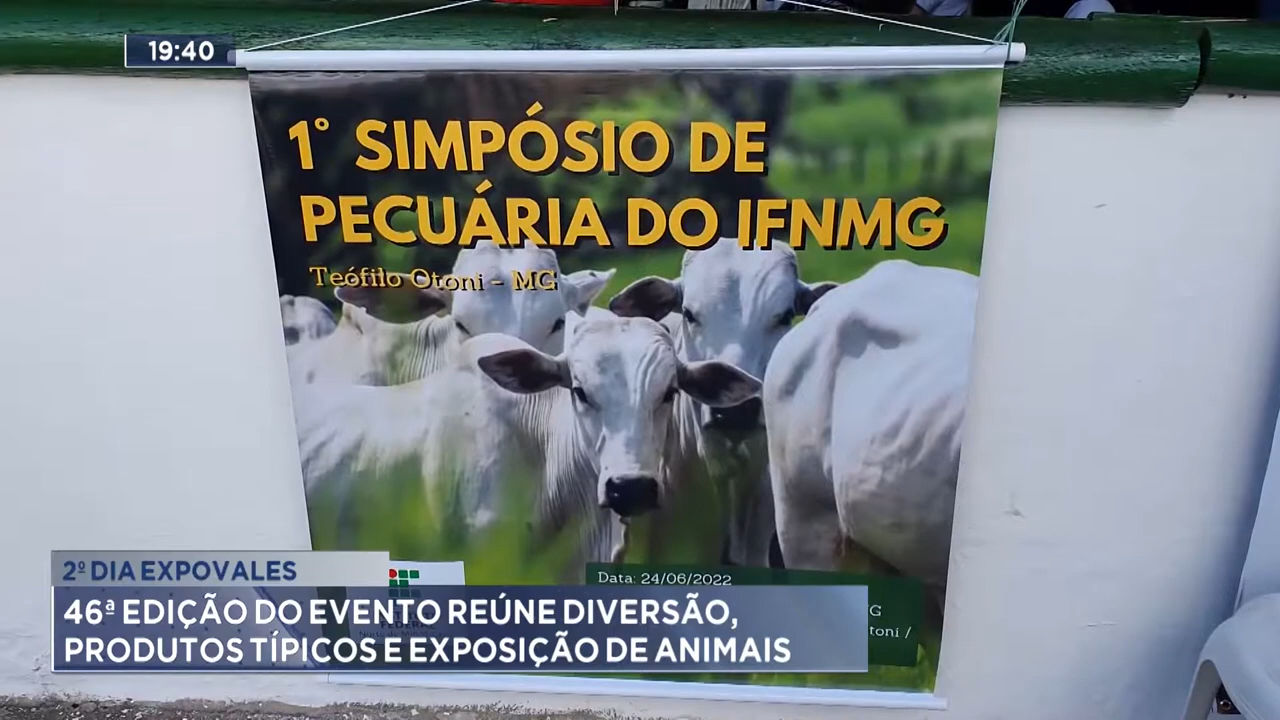 19:40
1° SIMPÓSIO DE
PECUÁRIA DO IFNMG
Teófilo Otoni - MG
Data: 24/06/2022
2º DIA EXPOVALES
46ª EDIÇÃO DO EVENTO REÚNE DIVERSÃO,
PRODUTOS TÍPICOS E EXPOSIÇÃO DE ANIMAIS